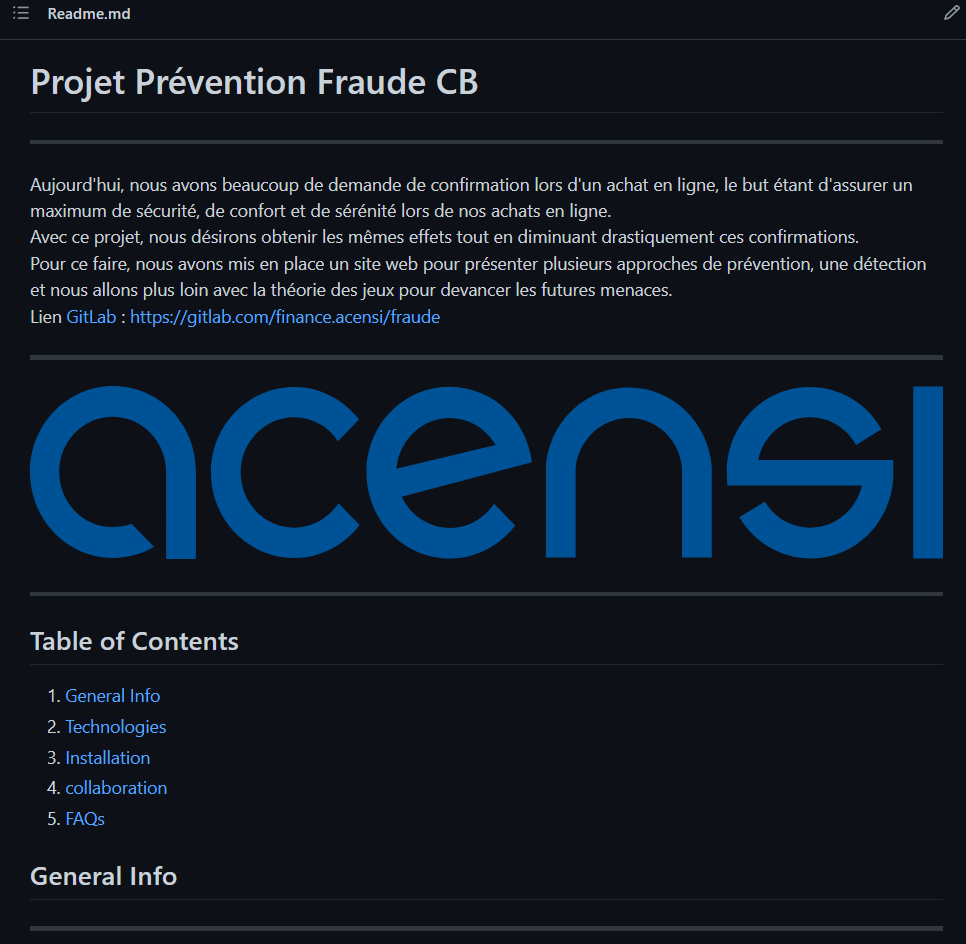 Readme.md
Projet Prévention Fraude CB
Aujourd'hui, nous avons beaucoup de demande de confirmation lors d'un achat en ligne, le but étant d'assurer un
maximum de sécurité, de confort et de sérénité lors de nos achats en ligne.
Avec ce projet, nous désirons obtenir les mêmes effets tout en diminuant drastiquement ces confirmations.
Pour ce faire, nous avons mis en place un site web pour présenter plusieurs approches de prévention, une détection
et nous allons plus loin avec la théorie des jeux pour devancer les futures menaces.
Lien GitLab : https://gitlab.com/finance.acensi/fraude
acensi
Table of Contents
1. General Info
2. Technologies
3. Installation
4. collaboration
5. FAQs
General Info